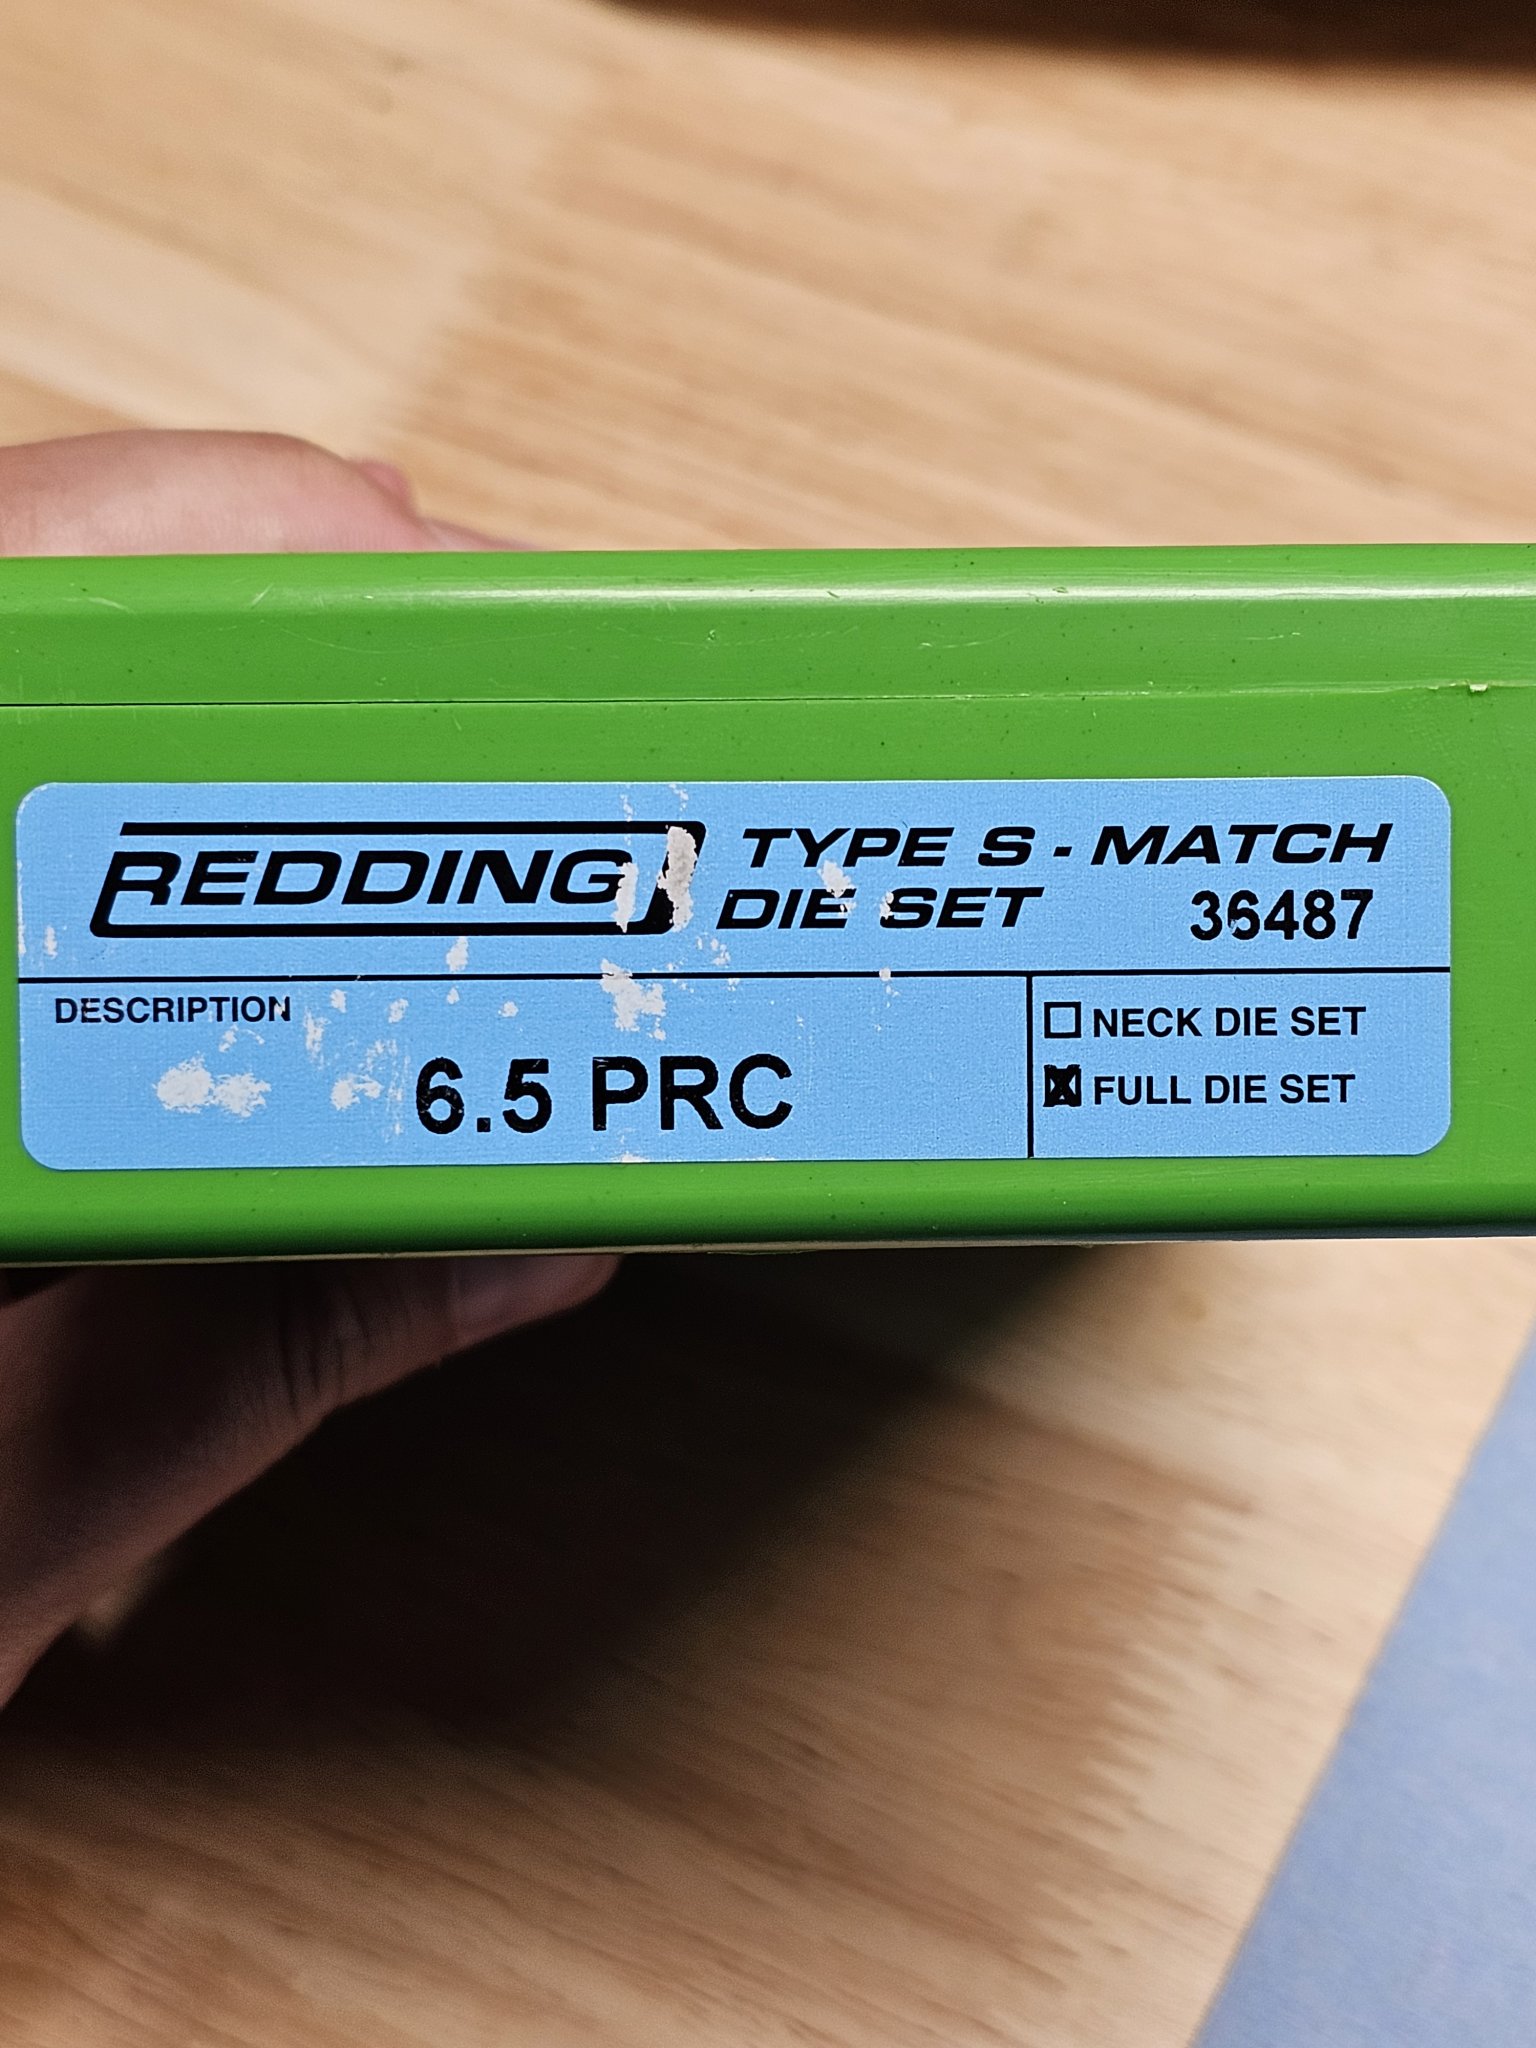 REDDING TYPE S - MATCH
DIE SET 36487
DESCRIPTION
6.5 PRC
☐ NECK DIE SET
☒ FULL DIE SET